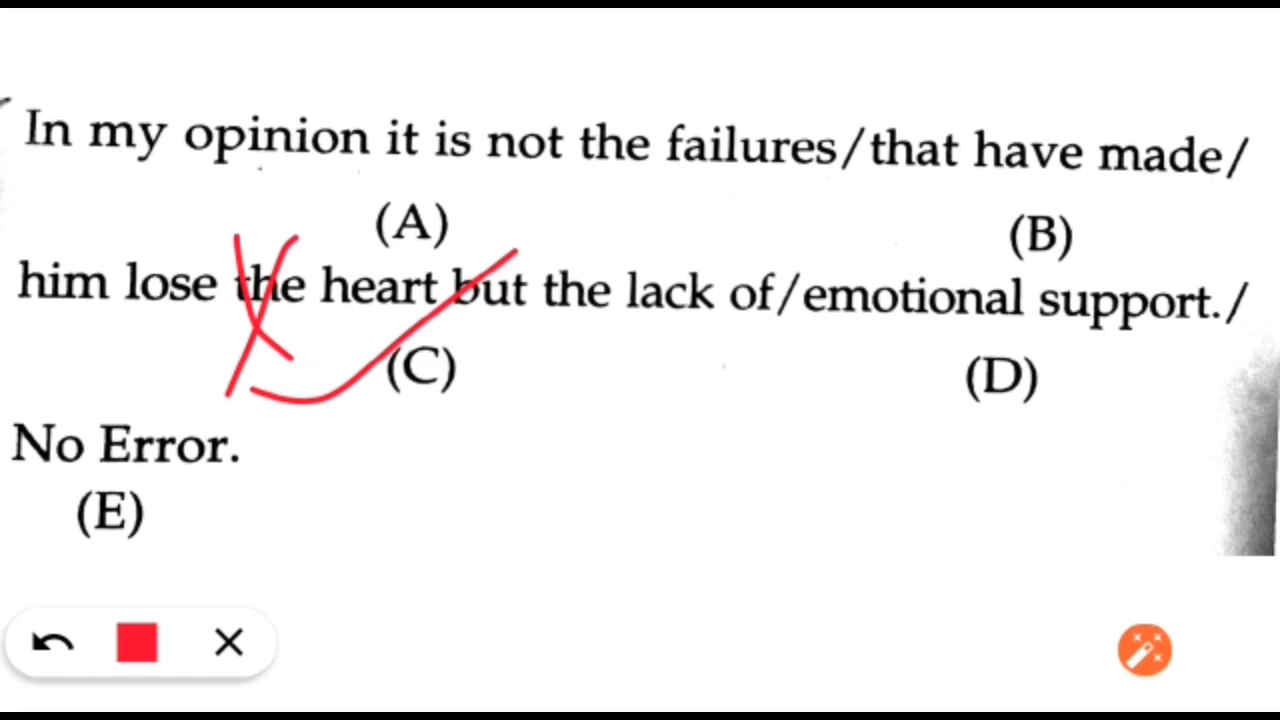 In my opinion it is not the failures/that have made/
(A) (B)
him lose the heart but the lack of/emotional support./
(C) (D)
No Error.
(E)